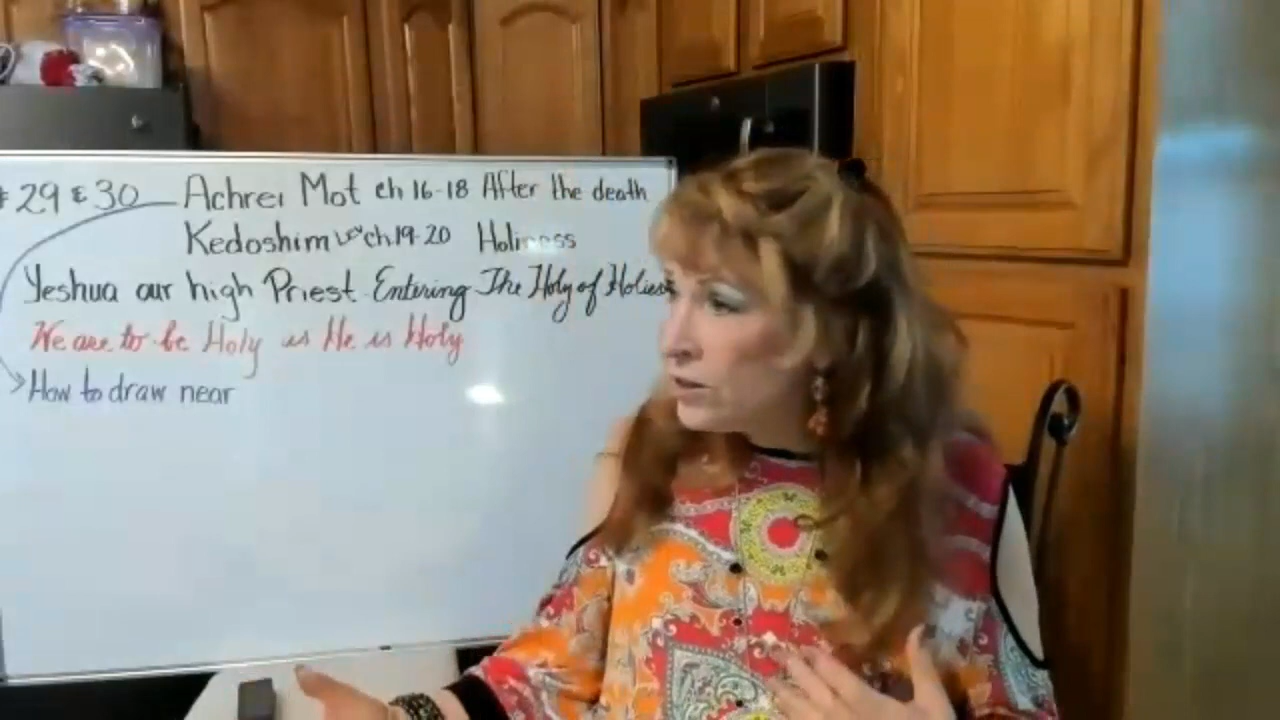 # 29 & 30 Achrei Mot ch 16-18 After the death
Kedoshim Lev ch 19-20 Holiness
Yeshua our high Priest Entering The Holy of Holies
We are to be Holy as He is Holy
How to draw near